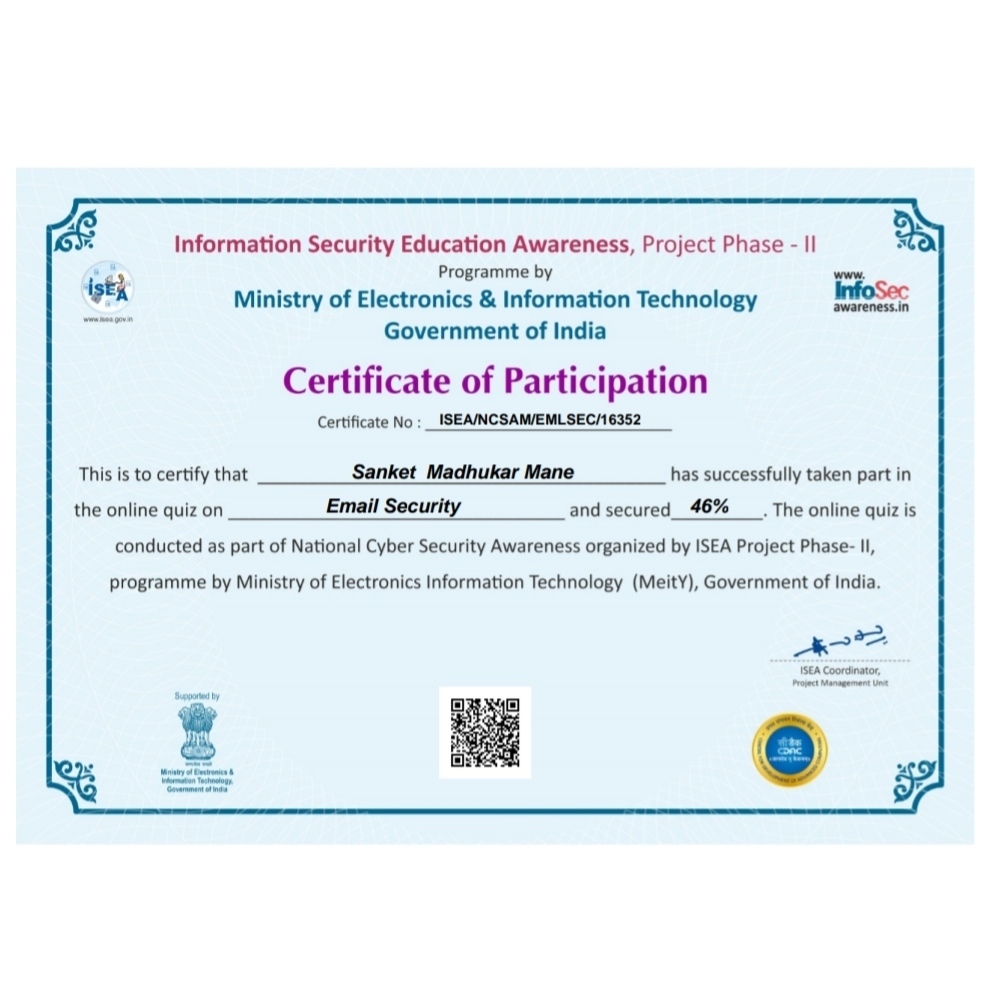 Information Security Education Awareness, Project Phase - II
Programme by
Ministry of Electronics & Information Technology
Government of India
ISEA
www.isea.gov.in
www.
InfoSec
awareness.in
Certificate of Participation
Certificate No : ISEA/NCSAM/EMLSEC/16352
This is to certify that Sanket Madhukar Mane has successfully taken part in
the online quiz on Email Security and secured 46% . The online quiz is
conducted as part of National Cyber Security Awareness organized by ISEA Project Phase- II,
programme by Ministry of Electronics Information Technology (MeitY), Government of India.
ISEA Coordinator,
Project Management Unit
Supported by
Ministry of Electronics &
Information Technology,
Government of India
सी डैक
CDAC